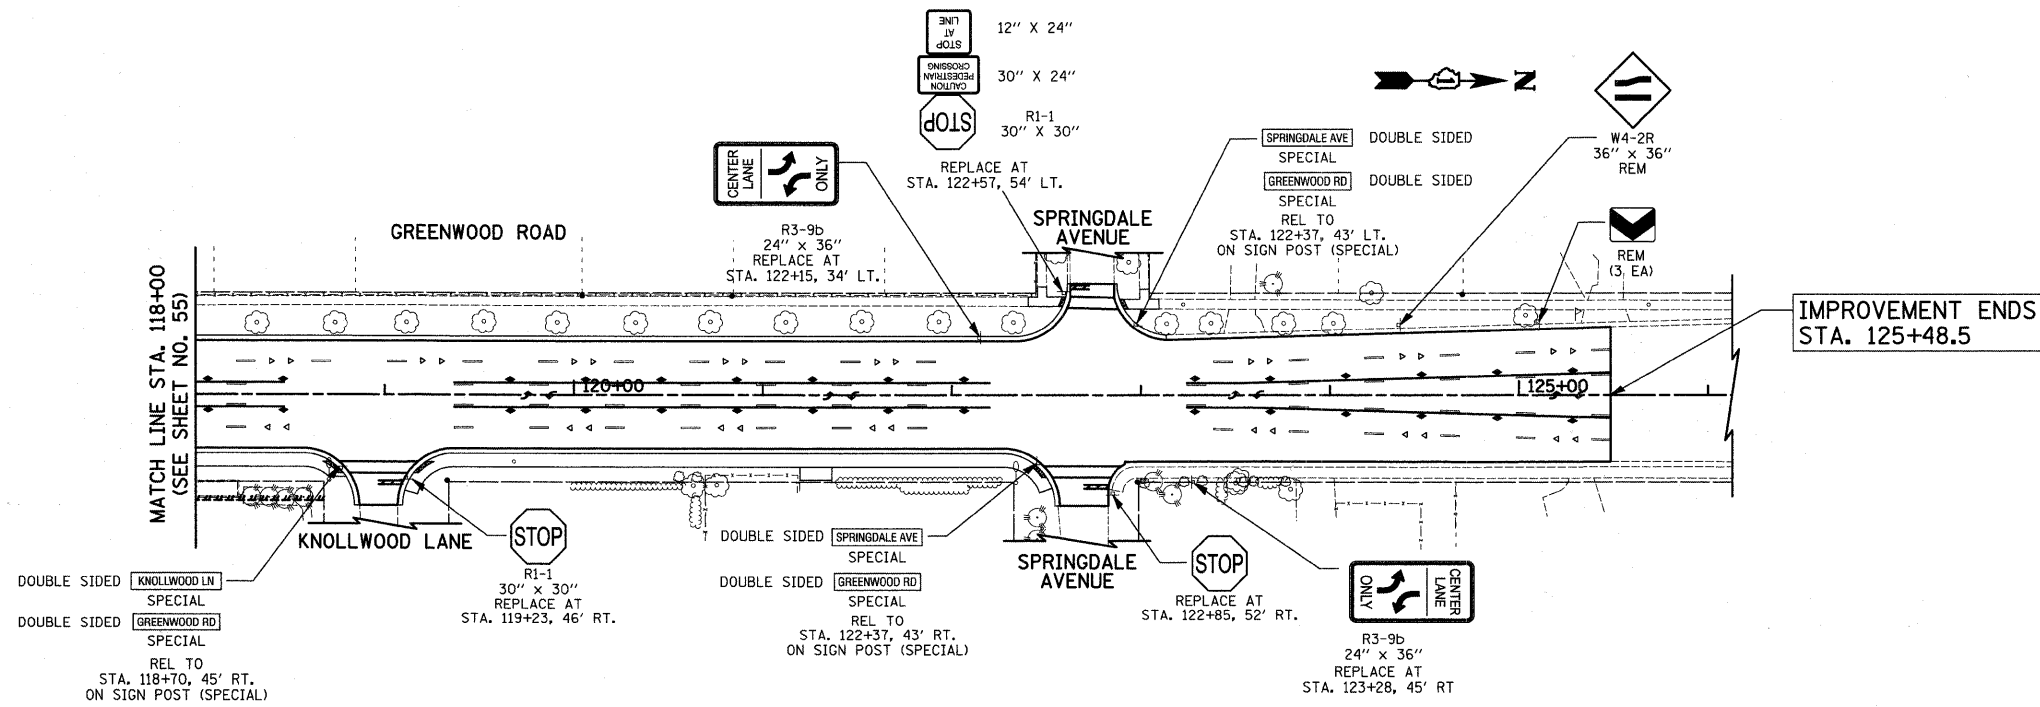 STOP
AT
LINE
12" X 24"
CAUTION
PEDESTRIAN
CROSSING
30" X 24"
STOP
R1-1
30" X 30"
REPLACE AT
STA. 122+57, 54' LT.
CENTER
LANE
ONLY
R3-9b
24" x 36"
REPLACE AT
STA. 122+15, 34' LT.
GREENWOOD ROAD
SPRINGDALE
AVENUE
SPRINGDALE AVE DOUBLE SIDED
SPECIAL
GREENWOOD RD DOUBLE SIDED
SPECIAL
REL TO
STA. 122+37, 43' LT.
ON SIGN POST (SPECIAL)
N
W4-2R
36" x 36"
REM
REM
(3 EA)
IMPROVEMENT ENDS
STA. 125+48.5
MATCH LINE STA. 118+00
(SEE SHEET NO. 55)
120+00
125+00
KNOLLWOOD LANE
DOUBLE SIDED KNOLLWOOD LN
SPECIAL
DOUBLE SIDED GREENWOOD RD
SPECIAL
REL TO
STA. 118+70, 45' RT.
ON SIGN POST (SPECIAL)
STOP
R1-1
30" x 30"
REPLACE AT
STA. 119+23, 46' RT.
DOUBLE SIDED SPRINGDALE AVE
SPECIAL
DOUBLE SIDED GREENWOOD RD
SPECIAL
REL TO
STA. 122+37, 43' RT.
ON SIGN POST (SPECIAL)
SPRINGDALE
AVENUE
STOP
REPLACE AT
STA. 122+85, 52' RT.
CENTER
LANE
ONLY
R3-9b
24" x 36"
REPLACE AT
STA. 123+28, 45' RT